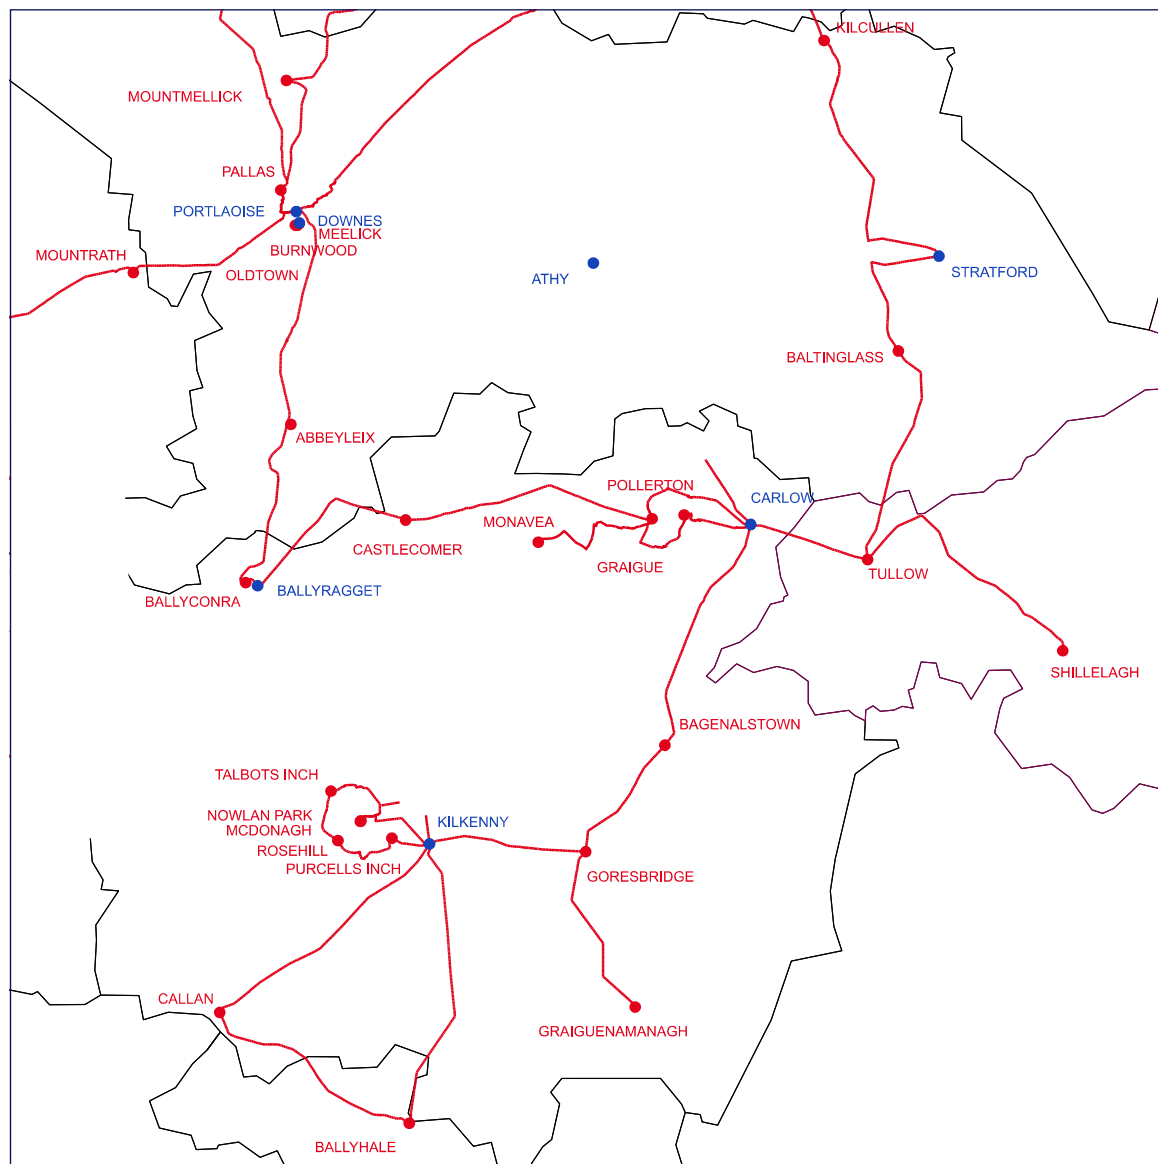 KILCULLEN
MOUNTMELLICK
PALLAS
PORTLAOISE
DOWNES
MEELICK
BURNWOOD
MOUNTRATH
OLDTOWN
ATHY
STRATFORD
BALTINGLASS
ABBEYLEIX
POLLERTON
CARLOW
MONAVEA
CASTLECOMER
GRAIGUE
TULLOW
BALLYRAGGET
BALLYCONRA
SHILLELAGH
BAGENALSTOWN
TALBOTS INCH
NOWLAN PARK
MCDONAGH
KILKENNY
ROSEHILL
PURCELLS INCH
GORESBRIDGE
CALLAN
GRAIGUENAMANAGH
BALLYHALE